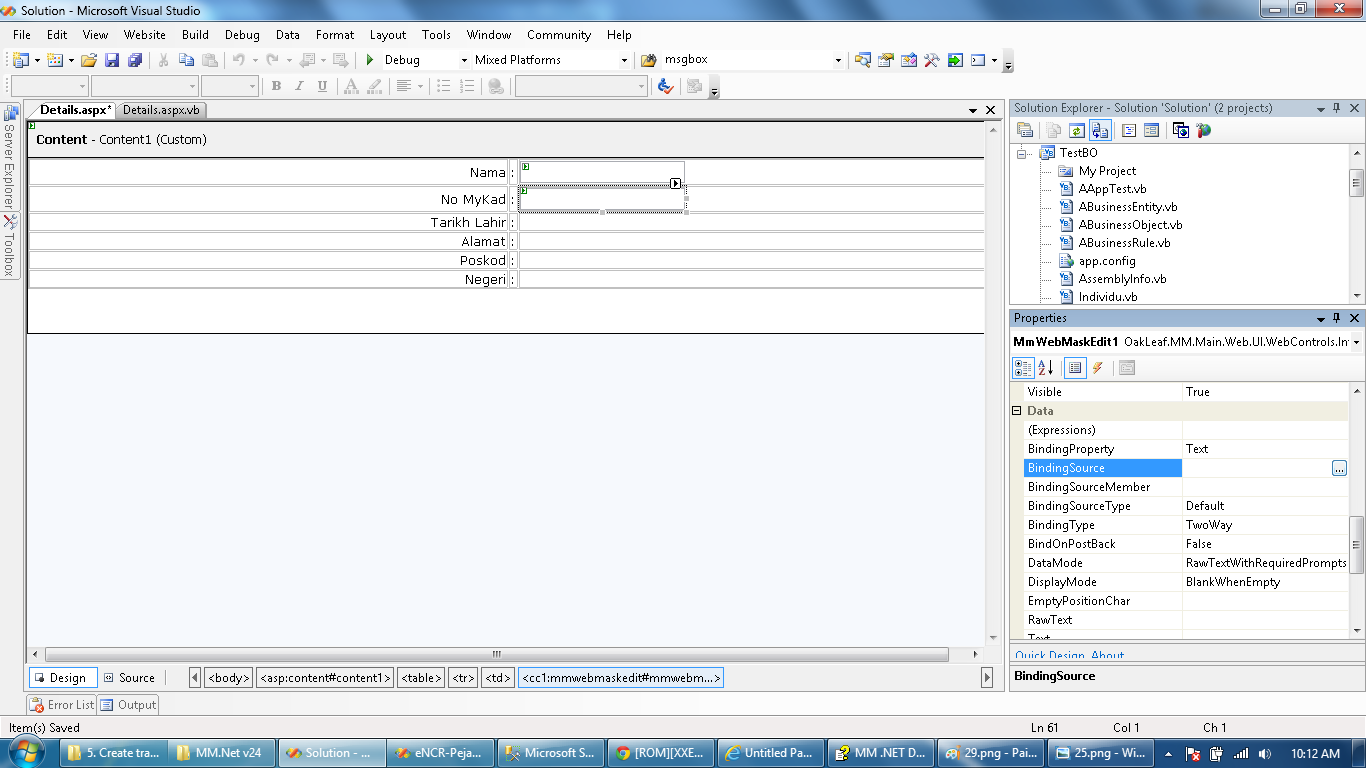 Solution - Microsoft Visual Studio
File Edit View Website Build Debug Data Format Layout Tools Window Community Help
Debug Mixed Platforms msgbox
B I U A
Details.aspx* Details.aspx.vb
Server Explorer
Toolbox
Content - Content1 (Custom)
Nama :
No MyKad :
Tarikh Lahir :
Alamat :
Poskod :
Negeri :
Design Source <body> <asp:content#content1> <table> <tr> <td> <cc1:mmwebmaskedit#mmwebm...>
Error List Output
Solution Explorer - Solution 'Solution' (2 projects)
TestBO
My Project
AAppTest.vb
ABusinessEntity.vb
ABusinessObject.vb
ABusinessRule.vb
app.config
AssemblyInfo.vb
Individu.vb
Properties
MmWebMaskEdit1 OakLeaf.MM.Main.Web.UI.WebControls.In
Visible True
Data
(Expressions)
BindingProperty Text
BindingSource ...
BindingSourceMember
BindingSourceType Default
BindingType TwoWay
BindOnPostBack False
DataMode RawTextWithRequiredPrompts
DisplayMode BlankWhenEmpty
EmptyPositionChar
RawText
Text
Quick Design, About
BindingSource
Item(s) Saved Ln 61 Col 1 Ch 1
5. Create tra... MM.Net v24 Solution - ... eNCR-Peja... Microsoft S... [ROM][XXE... Untitled Pa... MM .NET D... 29.png - Pai... 25.png - Wi... 10:12 AM